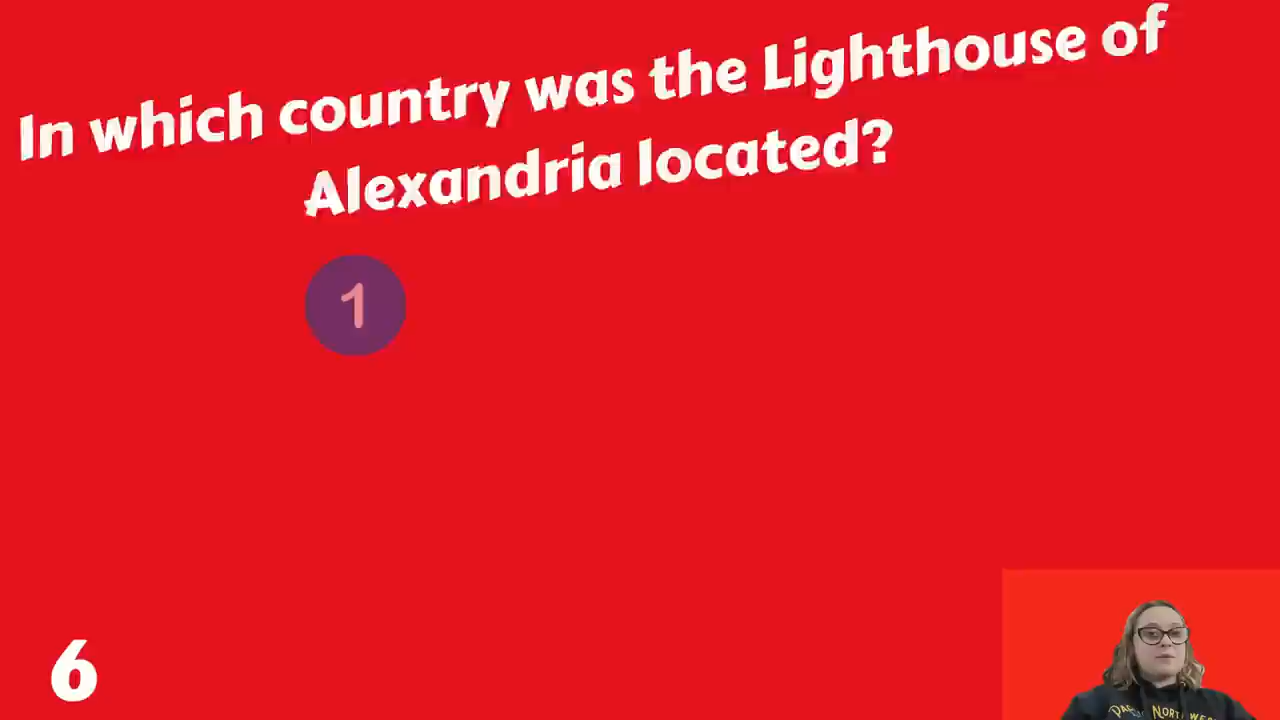 In which country was the Lighthouse of
Alexandria located?
1
6